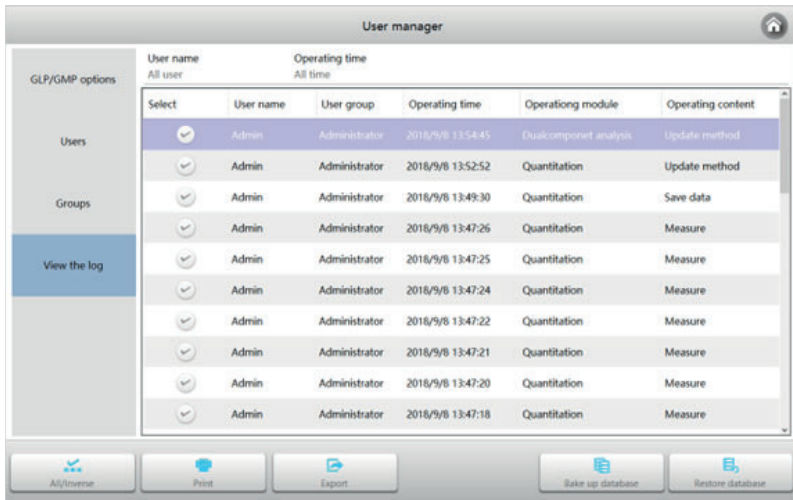 User manager
GLP/GMP options
Users
Groups
View the log
User name Operating time
All user All time
Select User name User group Operating time Operationg module Operating content
Admin Administrator 2018/9/8 13:54:45 Dualcomponet analysis Update method
Admin Administrator 2018/9/8 13:52:52 Quantitation Update method
Admin Administrator 2018/9/8 13:49:30 Quantitation Save data
Admin Administrator 2018/9/8 13:47:26 Quantitation Measure
Admin Administrator 2018/9/8 13:47:25 Quantitation Measure
Admin Administrator 2018/9/8 13:47:24 Quantitation Measure
Admin Administrator 2018/9/8 13:47:22 Quantitation Measure
Admin Administrator 2018/9/8 13:47:21 Quantitation Measure
Admin Administrator 2018/9/8 13:47:20 Quantitation Measure
Admin Administrator 2018/9/8 13:47:18 Quantitation Measure
All/Inverse Print Export Bake up database Restore database